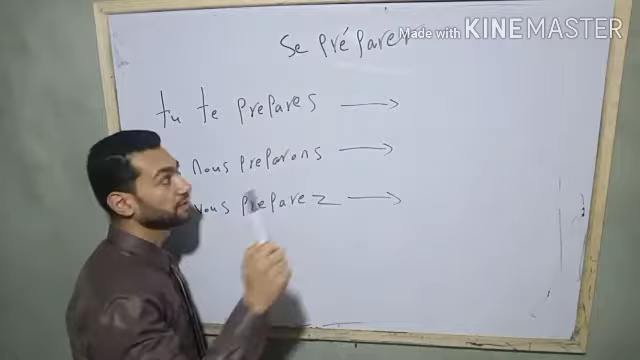 Made with KINEMASTER
Se préparer
tu te prepares →
nous preparons →
vous preparez →